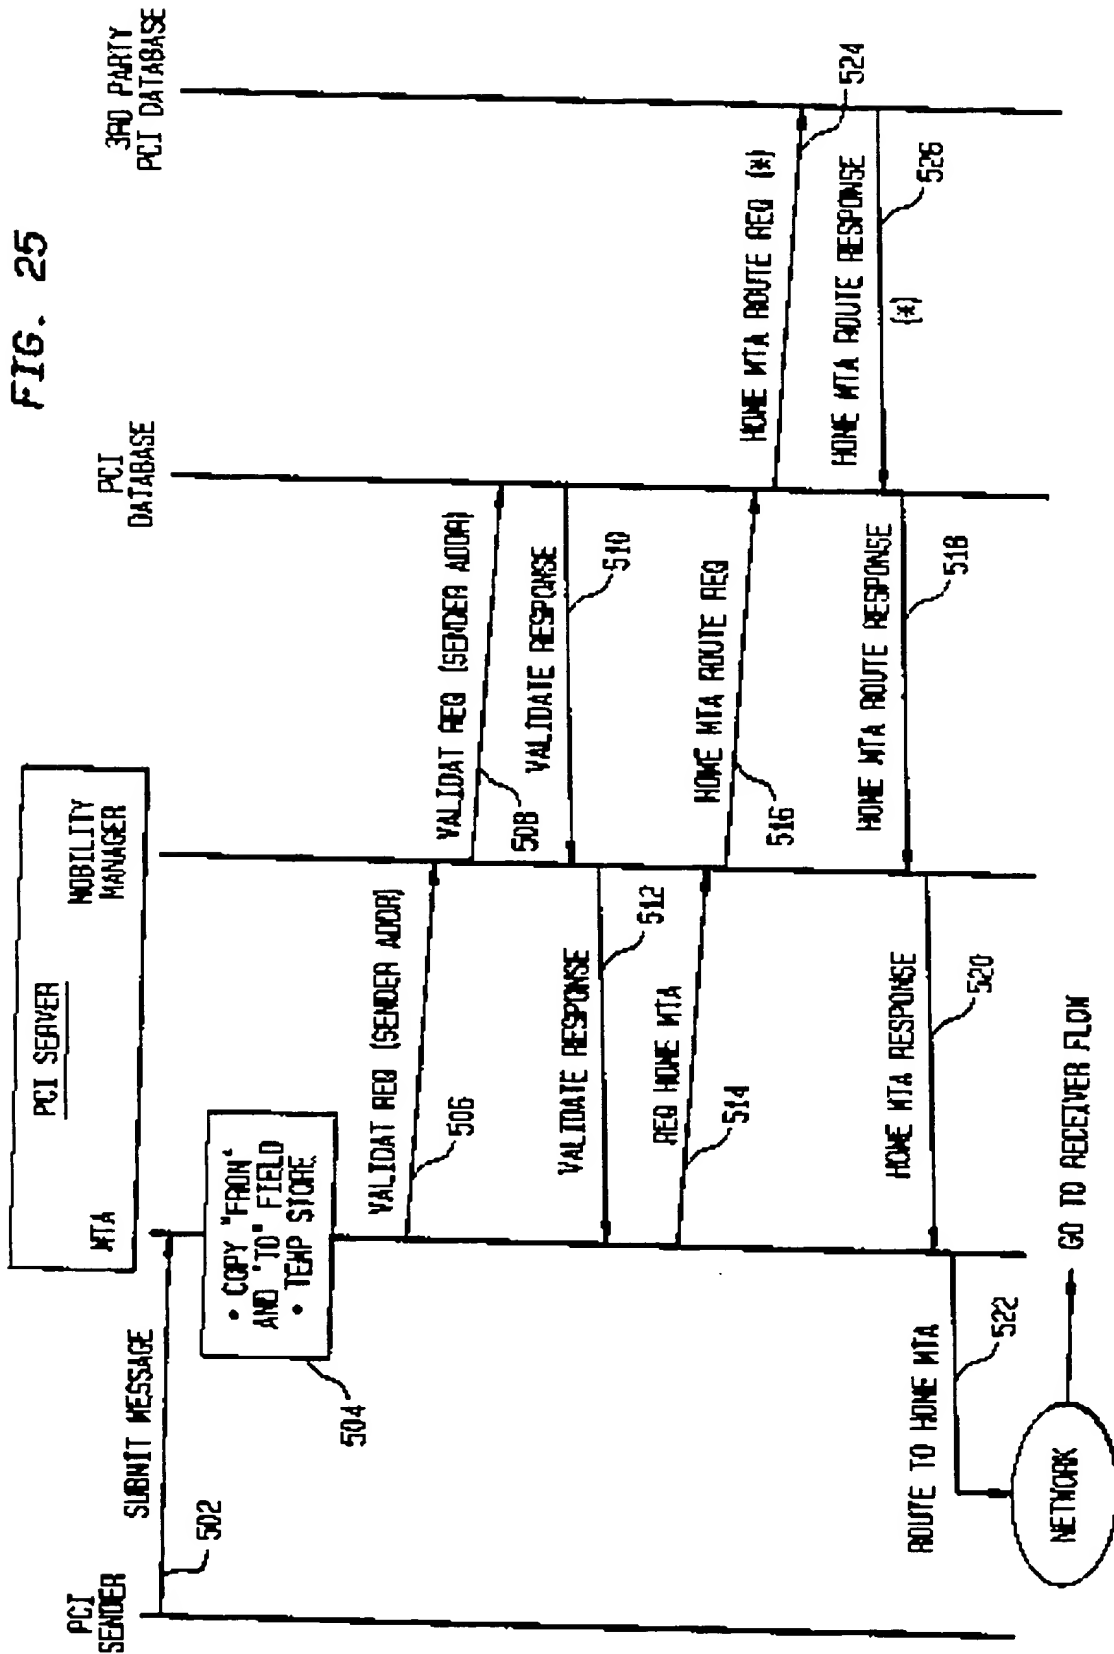 FIG. 25
PCI
SENDER
PCI SERVER
MTA
MOBILITY
MANAGER
PCI
DATABASE
3RD PARTY
PCI DATABASE
SUBMIT MESSAGE
502
• COPY "FROM"
AND "TO" FIELD
• TEMP STORE
504
VALIDAT REQ (SENDER ADDR)
506
VALIDAT REQ (SENDER ADDR)
508
VALIDATE RESPONSE
510
VALIDATE RESPONSE
512
REQ HOME MTA
514
HOME MTA ROUTE REQ
516
HOME MTA ROUTE REQ (*)
524
HOME MTA ROUTE RESPONSE
(*)
526
HOME MTA ROUTE RESPONSE
518
HOME MTA RESPONSE
520
ROUTE TO HOME MTA
522
NETWORK
GO TO RECEIVER FLOW